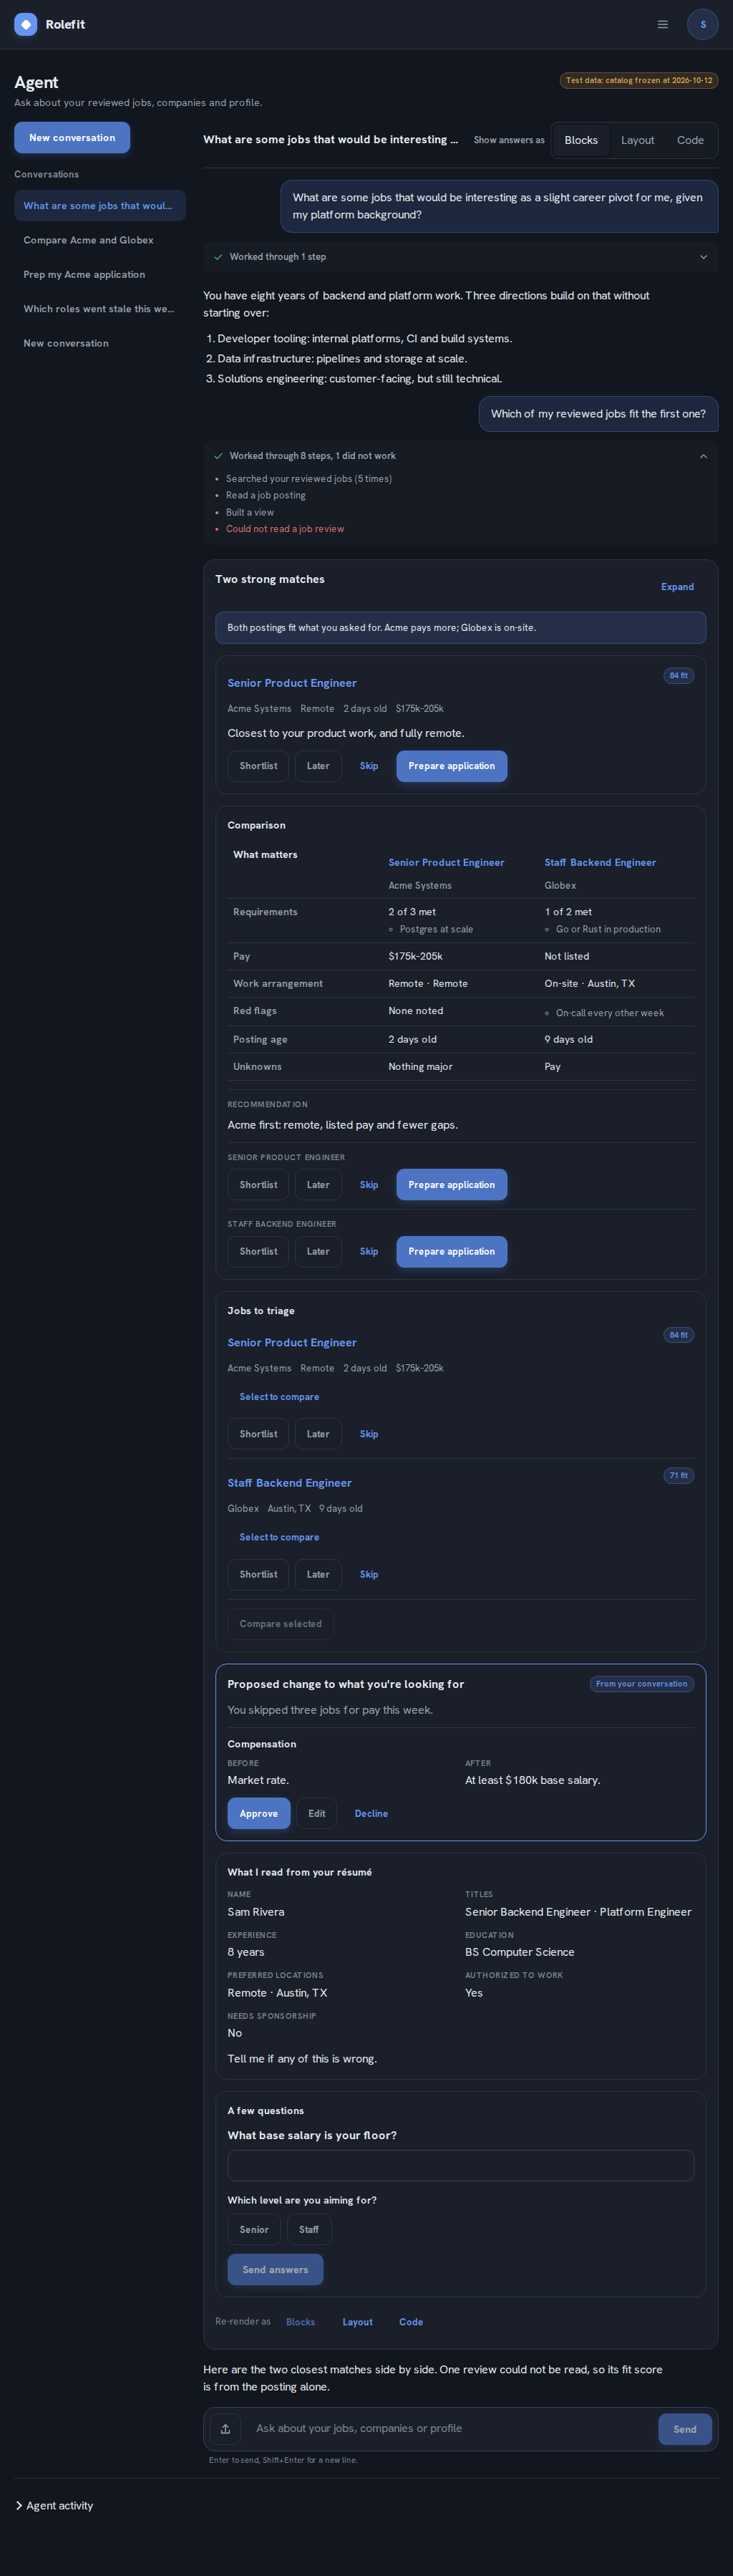 Rolefit
S
Agent
Test data: catalog frozen at 2026-10-12
Ask about your reviewed jobs, companies and profile.
New conversation
Conversations
What are some jobs that woul...
Compare Acme and Globex
Prep my Acme application
Which roles went stale this we...
New conversation
What are some jobs that would be interesting ...
Show answers as
Blocks
Layout
Code
What are some jobs that would be interesting as a slight career pivot for me, given
my platform background?
Worked through 1 step
You have eight years of backend and platform work. Three directions build on that without
starting over:
1. Developer tooling: internal platforms, CI and build systems.
2. Data infrastructure: pipelines and storage at scale.
3. Solutions engineering: customer-facing, but still technical.
Which of my reviewed jobs fit the first one?
Worked through 8 steps, 1 did not work
• Searched your reviewed jobs (5 times)
• Read a job posting
• Built a view
• Could not read a job review
Two strong matches
Expand
Both postings fit what you asked for. Acme pays more; Globex is on-site.
Senior Product Engineer
84 fit
Acme Systems Remote 2 days old $175k–205k
Closest to your product work, and fully remote.
Shortlist Later Skip Prepare application
Comparison
What matters Senior Product Engineer Staff Backend Engineer
Acme Systems Globex
Requirements 2 of 3 met 1 of 2 met
Postgres at scale Go or Rust in production
Pay $175k–205k Not listed
Work arrangement Remote · Remote On-site · Austin, TX
Red flags None noted On-call every other week
Posting age 2 days old 9 days old
Unknowns Nothing major Pay
RECOMMENDATION
Acme first: remote, listed pay and fewer gaps.
SENIOR PRODUCT ENGINEER
Shortlist Later Skip Prepare application
STAFF BACKEND ENGINEER
Shortlist Later Skip Prepare application
Jobs to triage
Senior Product Engineer
84 fit
Acme Systems Remote 2 days old $175k–205k
Select to compare
Shortlist Later Skip
Staff Backend Engineer
71 fit
Globex Austin, TX 9 days old
Select to compare
Shortlist Later Skip
Compare selected
Proposed change to what you're looking for
From your conversation
You skipped three jobs for pay this week.
Compensation
BEFORE AFTER
Market rate. At least $180k base salary.
Approve Edit Decline
What I read from your résumé
NAME TITLES
Sam Rivera Senior Backend Engineer · Platform Engineer
EXPERIENCE EDUCATION
8 years BS Computer Science
PREFERRED LOCATIONS AUTHORIZED TO WORK
Remote · Austin, TX Yes
NEEDS SPONSORSHIP
No
Tell me if any of this is wrong.
A few questions
What base salary is your floor?
Which level are you aiming for?
Senior Staff
Send answers
Re-render as Blocks Layout Code
Here are the two closest matches side by side. One review could not be read, so its fit score
is from the posting alone.
Ask about your jobs, companies or profile
Send
Enter to send, Shift+Enter for a new line.
Agent activity